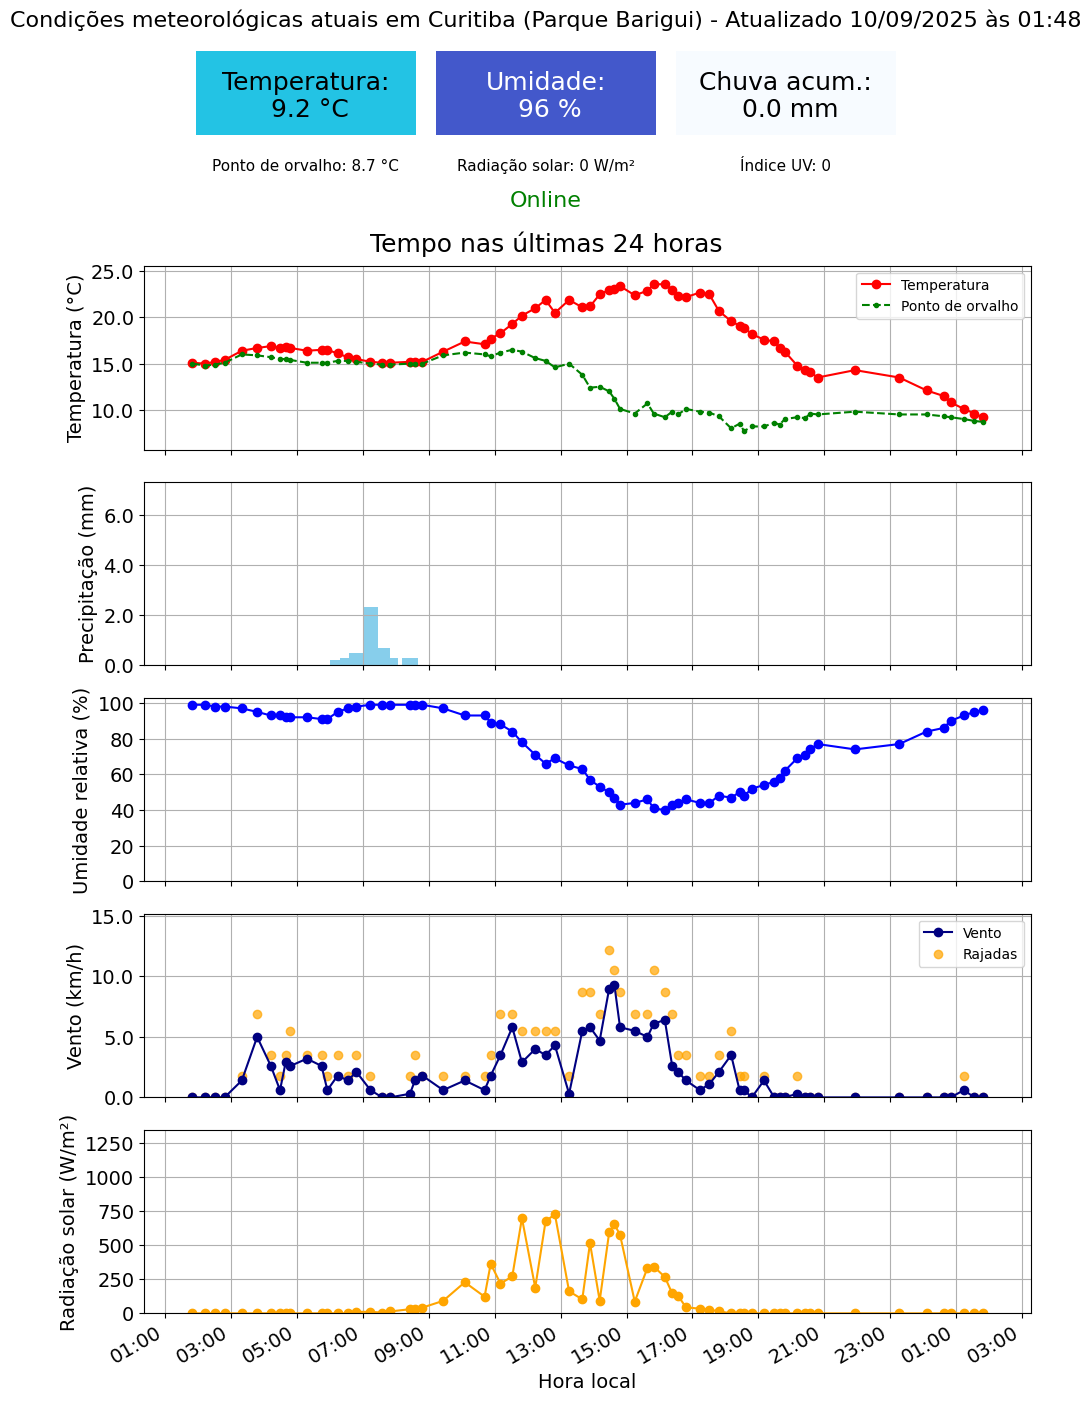 Condições meteorológicas atuais em Curitiba (Parque Barigui) - Atualizado 10/09/2025 às 01:48
Temperatura:
9.2 °C
Umidade:
96 %
Chuva acum.:
0.0 mm
Ponto de orvalho: 8.7 °C
Radiação solar: 0 W/m²
Índice UV: 0
Online
Tempo nas últimas 24 horas
Temperatura (°C)
25.0
20.0
15.0
10.0
Temperatura
Ponto de orvalho
Precipitação (mm)
6.0
4.0
2.0
0.0
Umidade relativa (%)
100
80
60
40
20
0
Vento (km/h)
15.0
10.0
5.0
0.0
Vento
Rajadas
Radiação solar (W/m²)
1250
1000
750
500
250
0
01:00
03:00
05:00
07:00
09:00
11:00
13:00
15:00
17:00
19:00
21:00
23:00
01:00
03:00
Hora local